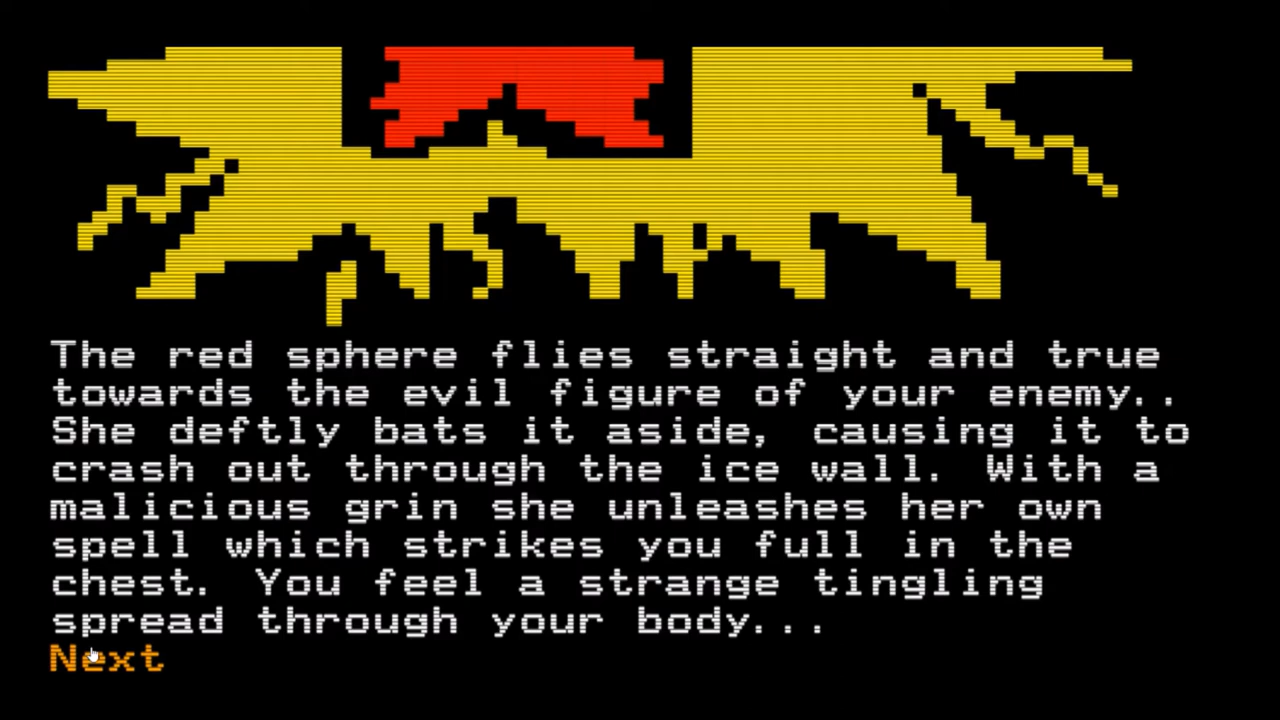 The red sphere flies straight and true
towards the evil figure of your enemy..
She deftly bats it aside, causing it to
crash out through the ice wall. With a
malicious grin she unleashes her own
spell which strikes you full in the
chest. You feel a strange tingling
spread through your body...
Next